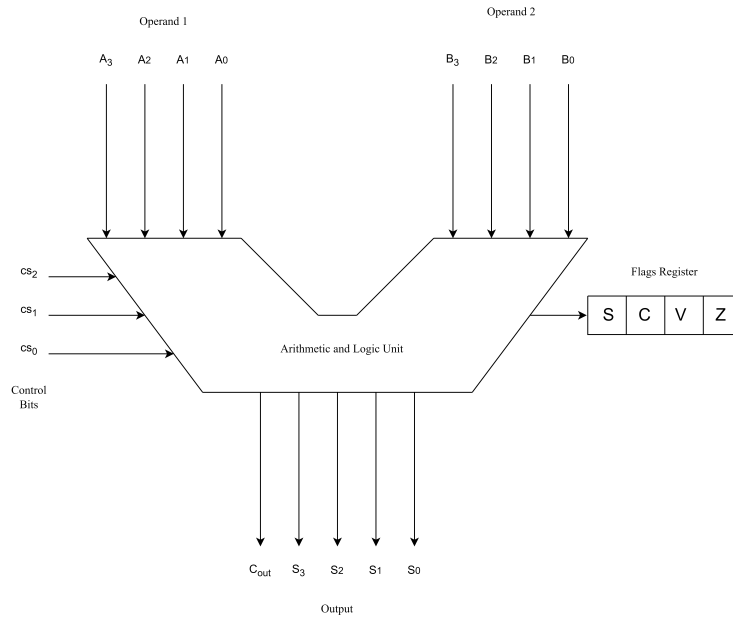 Operand 1
Operand 2
A3 A2 A1 A0
B3 B2 B1 B0
cs2
cs1
cs0
Control
Bits
Arithmetic and Logic Unit
Flags Register
S C V Z
Cout S3 S2 S1 S0
Output